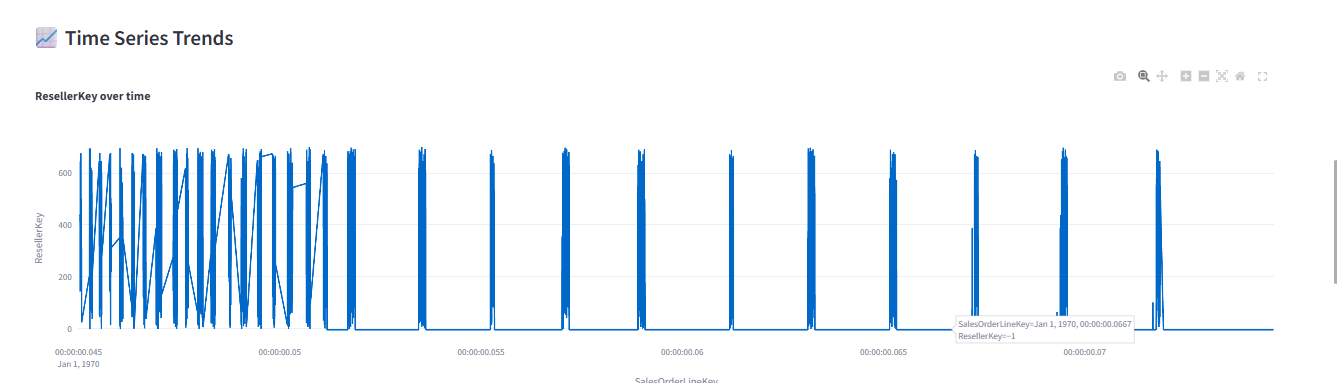 Time Series Trends
ResellerKey over time
600
400
200
0
ResellerKey
SalesOrderLineKey=Jan 1, 1970, 00:00:00.0667
ResellerKey=−1
00:00:00.045 00:00:00.05 00:00:00.055 00:00:00.06 00:00:00.065 00:00:00.07
Jan 1, 1970
SalesOrderLineKey